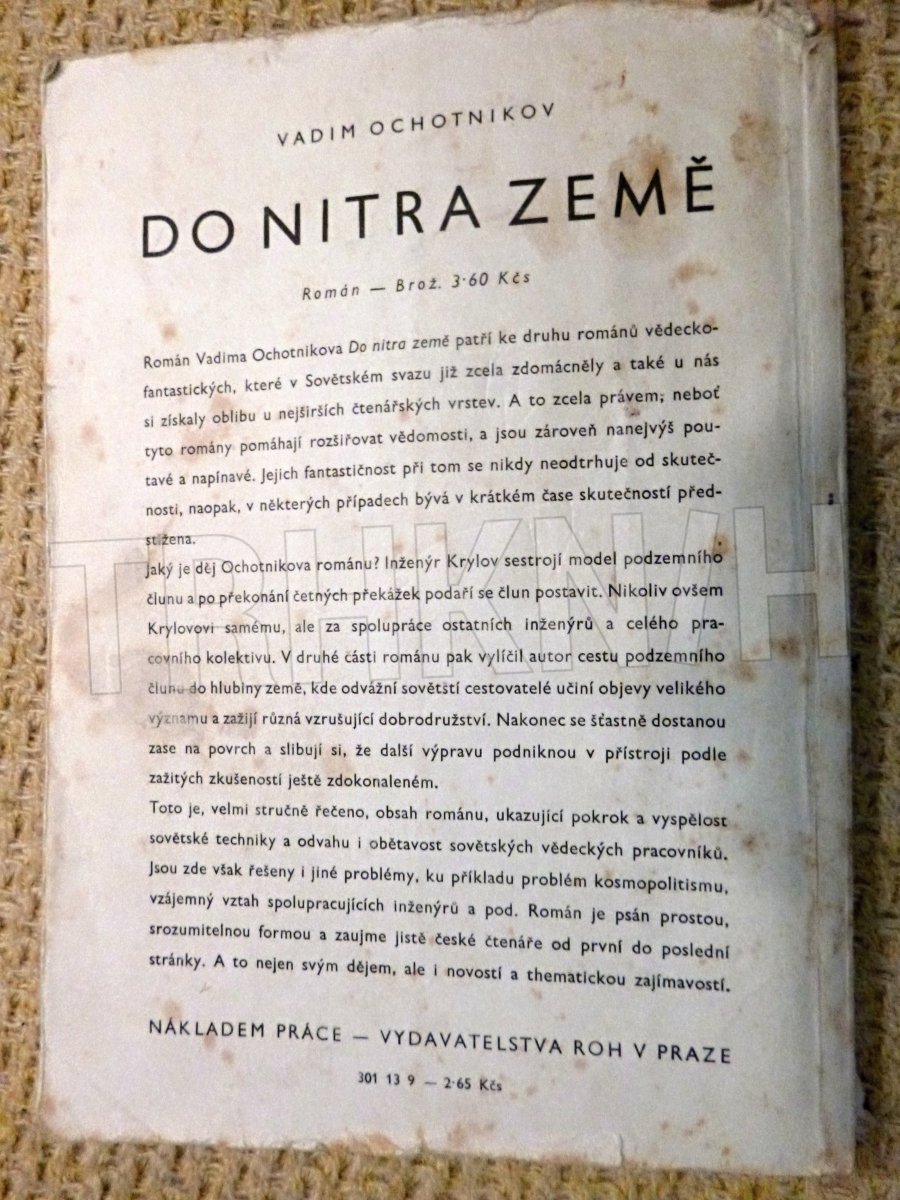 VADIM OCHOTNIKOV
DO NITRA ZEMĚ
Román — Brož. 3·60 Kčs
Román Vadima Ochotnikova Do nitra země patří ke druhu románů vědecko-
fantastických, které v Sovětském svazu již zcela zdomácněly a také u nás
si získaly oblibu u nejširších čtenářských vrstev. A to zcela právem; neboť
tyto romány pomáhají rozšiřovat vědomosti, a jsou zároveň nanejvýš pou-
tavé a napínavé. Jejich fantastičnost při tom se nikdy neodtrhuje od skuteč-
nosti, naopak, v některých případech bývá v krátkém čase skutečností před-
stižena.
Jaký je děj Ochotnikova románu? Inženýr Krylov sestrojí model podzemního
člunu a po překonání četných překážek podaří se člun postavit. Nikoliv ovšem
Krylovovi samému, ale za spolupráce ostatních inženýrů a celého pra-
covního kolektivu. V druhé části románu pak vylíčil autor cestu podzemního
člunu do hlubiny země, kde odvážní sovětští cestovatelé učiní objevy velikého
významu a zažijí různá vzrušující dobrodružství. Nakonec se šťastně dostanou
zase na povrch a slibují si, že další výpravu podniknou v přístroji podle
zažitých zkušeností ještě zdokonaleném.
Toto je, velmi stručně řečeno, obsah románu, ukazující pokrok a vyspělost
sovětské techniky a odvahu i obětavost sovětských vědeckých pracovníků.
Jsou zde však řešeny i jiné problémy, ku příkladu problém kosmopolitismu,
vzájemný vztah spolupracujících inženýrů a pod. Román je psán prostou,
srozumitelnou formou a zaujme jistě české čtenáře od první do poslední
stránky. A to nejen svým dějem, ale i novostí a thematickou zajímavostí.
NÁKLADEM PRÁCE — VYDAVATELSTVA ROH V PRAZE
301 13 9 — 2·65 Kčs
TRHKNIH